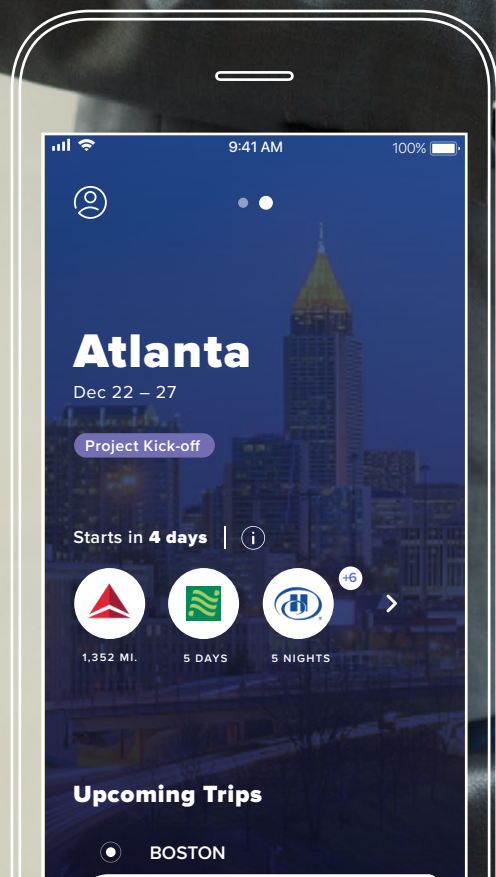 9:41 AM
100%
Atlanta
Dec 22 – 27
Project Kick-off
Starts in 4 days
+6
1,352 MI.
5 DAYS
5 NIGHTS
Upcoming Trips
BOSTON